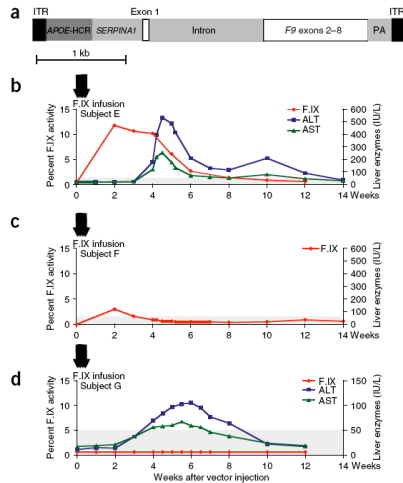 a
ITR
Exon 1
ITR
APOE-HCR
SERPINA1
Intron
F9 exons 2–8
PA
1 kb
b
F.IX infusion
Subject E
Percent F.IX activity
15
10
5
0
F.IX
ALT
AST
600
500
400
300
200
100
0
Liver enzymes (IU/L)
0 2 4 6 8 10 12 14 Weeks
c
F.IX infusion
Subject F
Percent F.IX activity
15
10
5
0
F.IX
600
500
400
300
200
100
0
Liver enzymes (IU/L)
0 2 4 6 8 10 12 14 Weeks
d
F.IX infusion
Subject G
Percent F.IX activity
15
10
5
0
F.IX
ALT
AST
150
100
50
0
Liver enzymes (IU/L)
0 2 4 6 8 10 12 14 Weeks
Weeks after vector injection